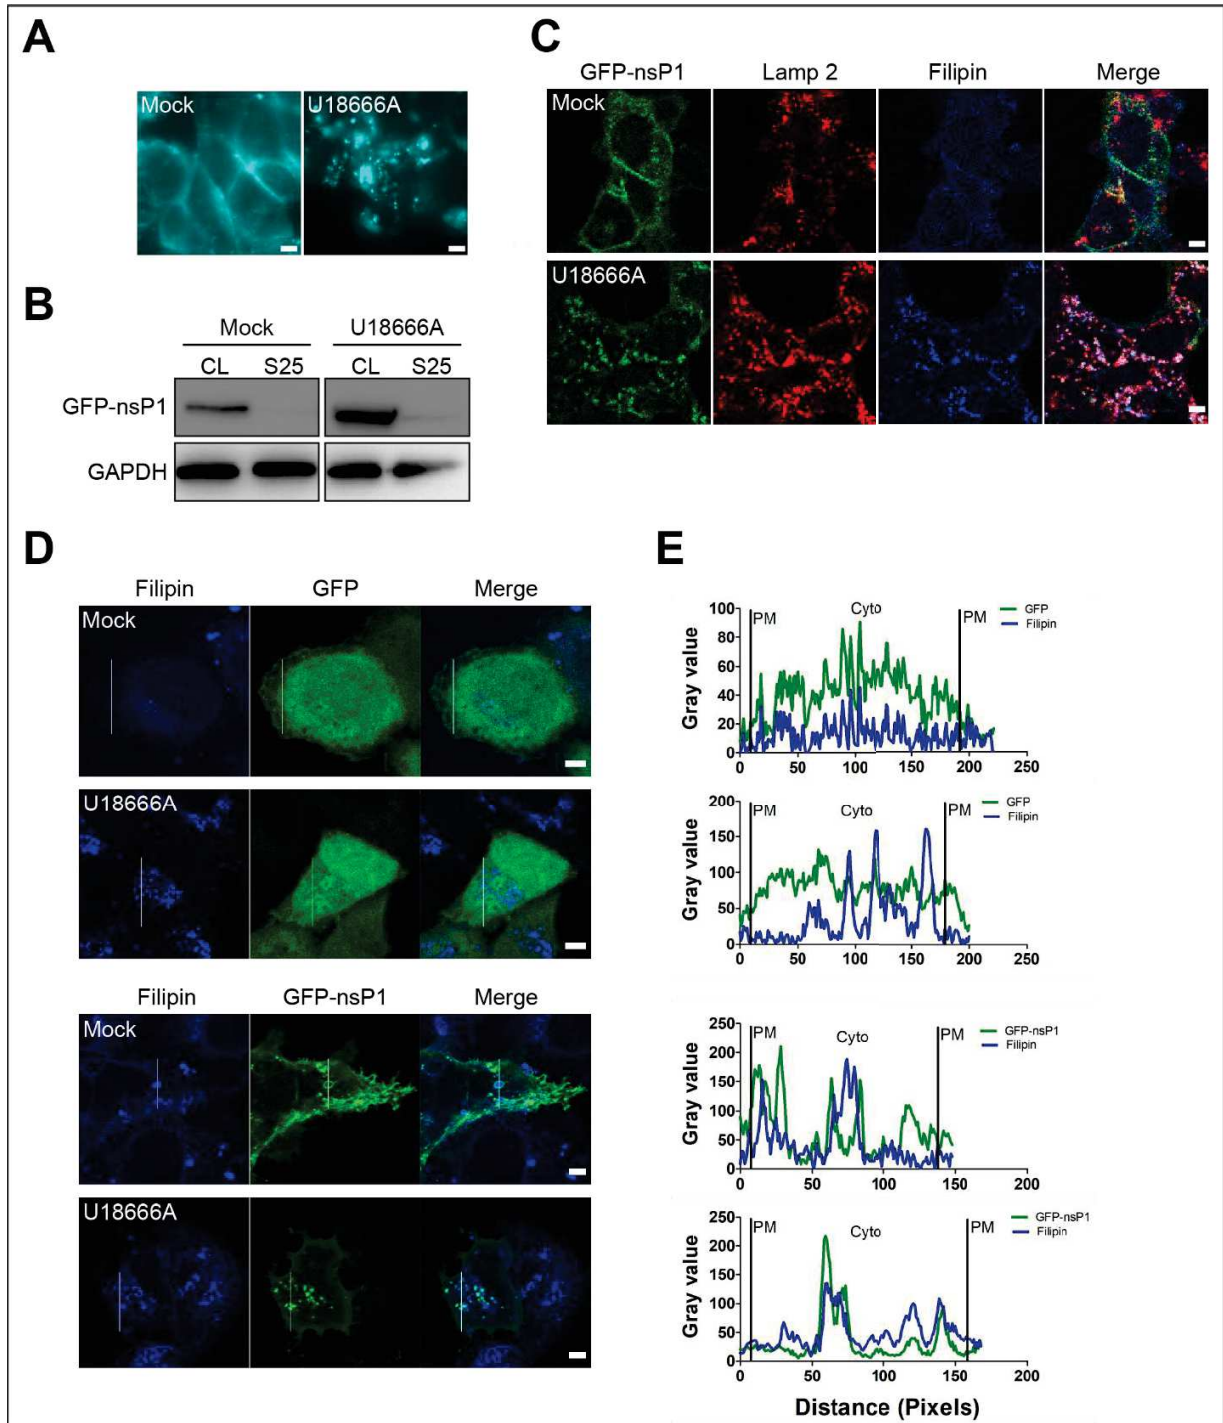 A
Mock
U18666A
B
Mock
U18666A
CL
S25
CL
S25
GFP-nsP1
GAPDH
C
GFP-nsP1
Lamp 2
Filipin
Merge
Mock
U18666A
D
Filipin
GFP
Merge
Mock
U18666A
Filipin
GFP-nsP1
Merge
Mock
U18666A
E
PM
Cyto
PM
GFP
Filipin
Gray value
100
80
60
40
20
0
0
50
100
150
200
250
PM
Cyto
PM
GFP
Filipin
Gray value
200
150
100
50
0
0
50
100
150
200
250
PM
Cyto
PM
GFP-nsP1
Filipin
Gray value
250
200
150
100
50
0
0
50
100
150
200
PM
Cyto
PM
GFP-nsP1
Filipin
Gray value
250
200
150
100
50
0
0
50
100
150
200
Distance (Pixels)